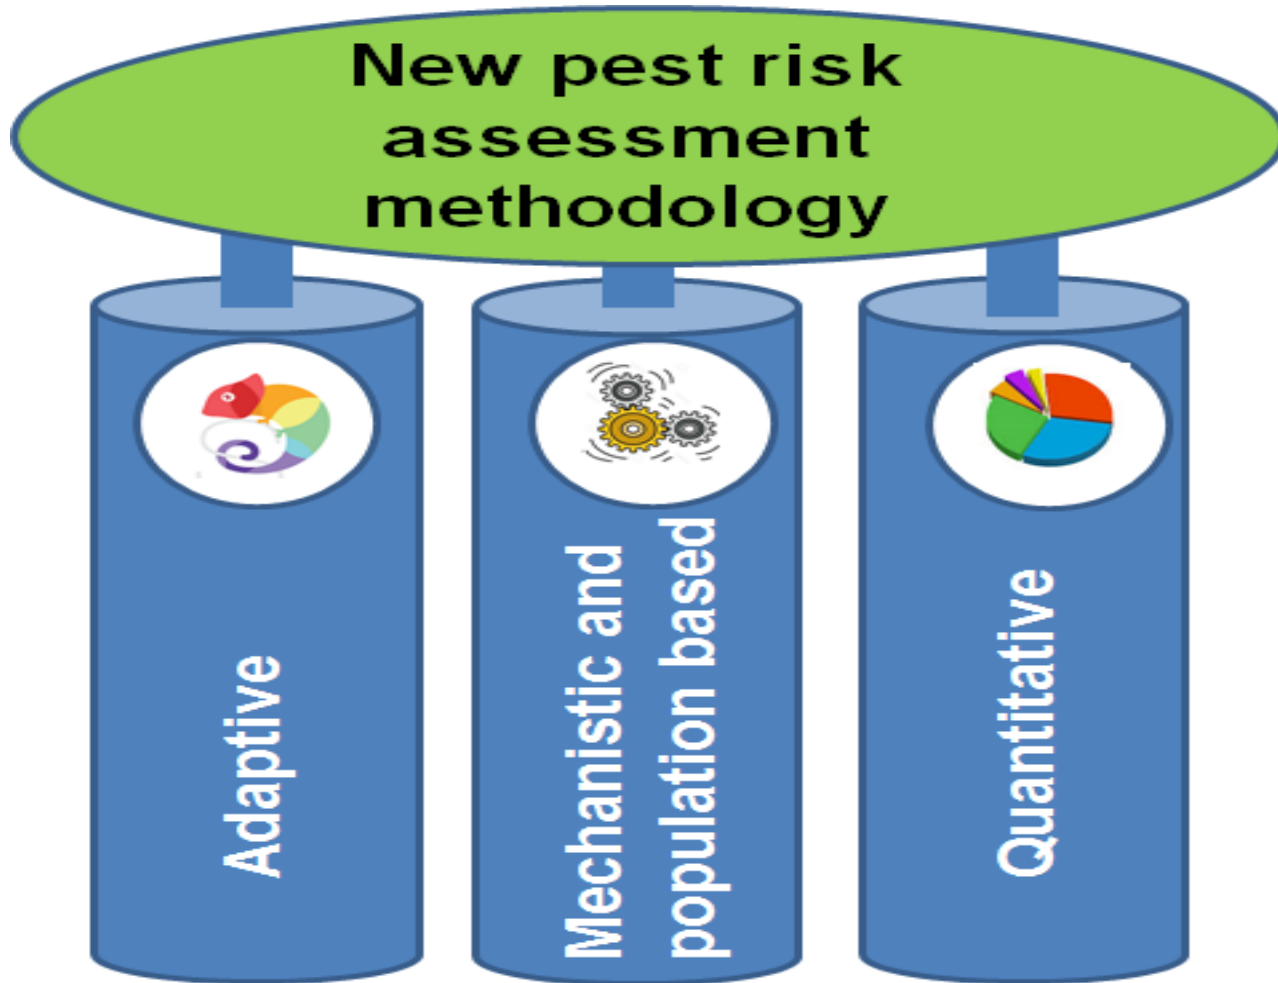 New pest risk
assessment
methodology
Adaptive
Mechanistic and
population based
Quantitative